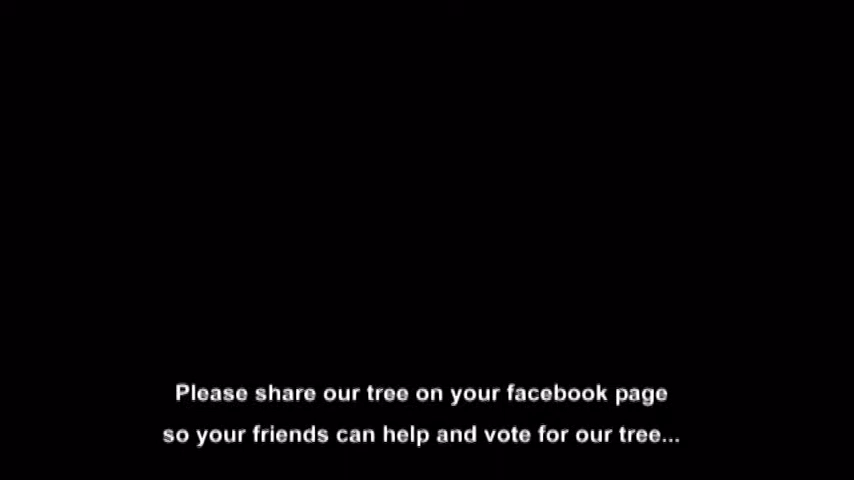 Please share our tree on your facebook page
so your friends can help and vote for our tree...